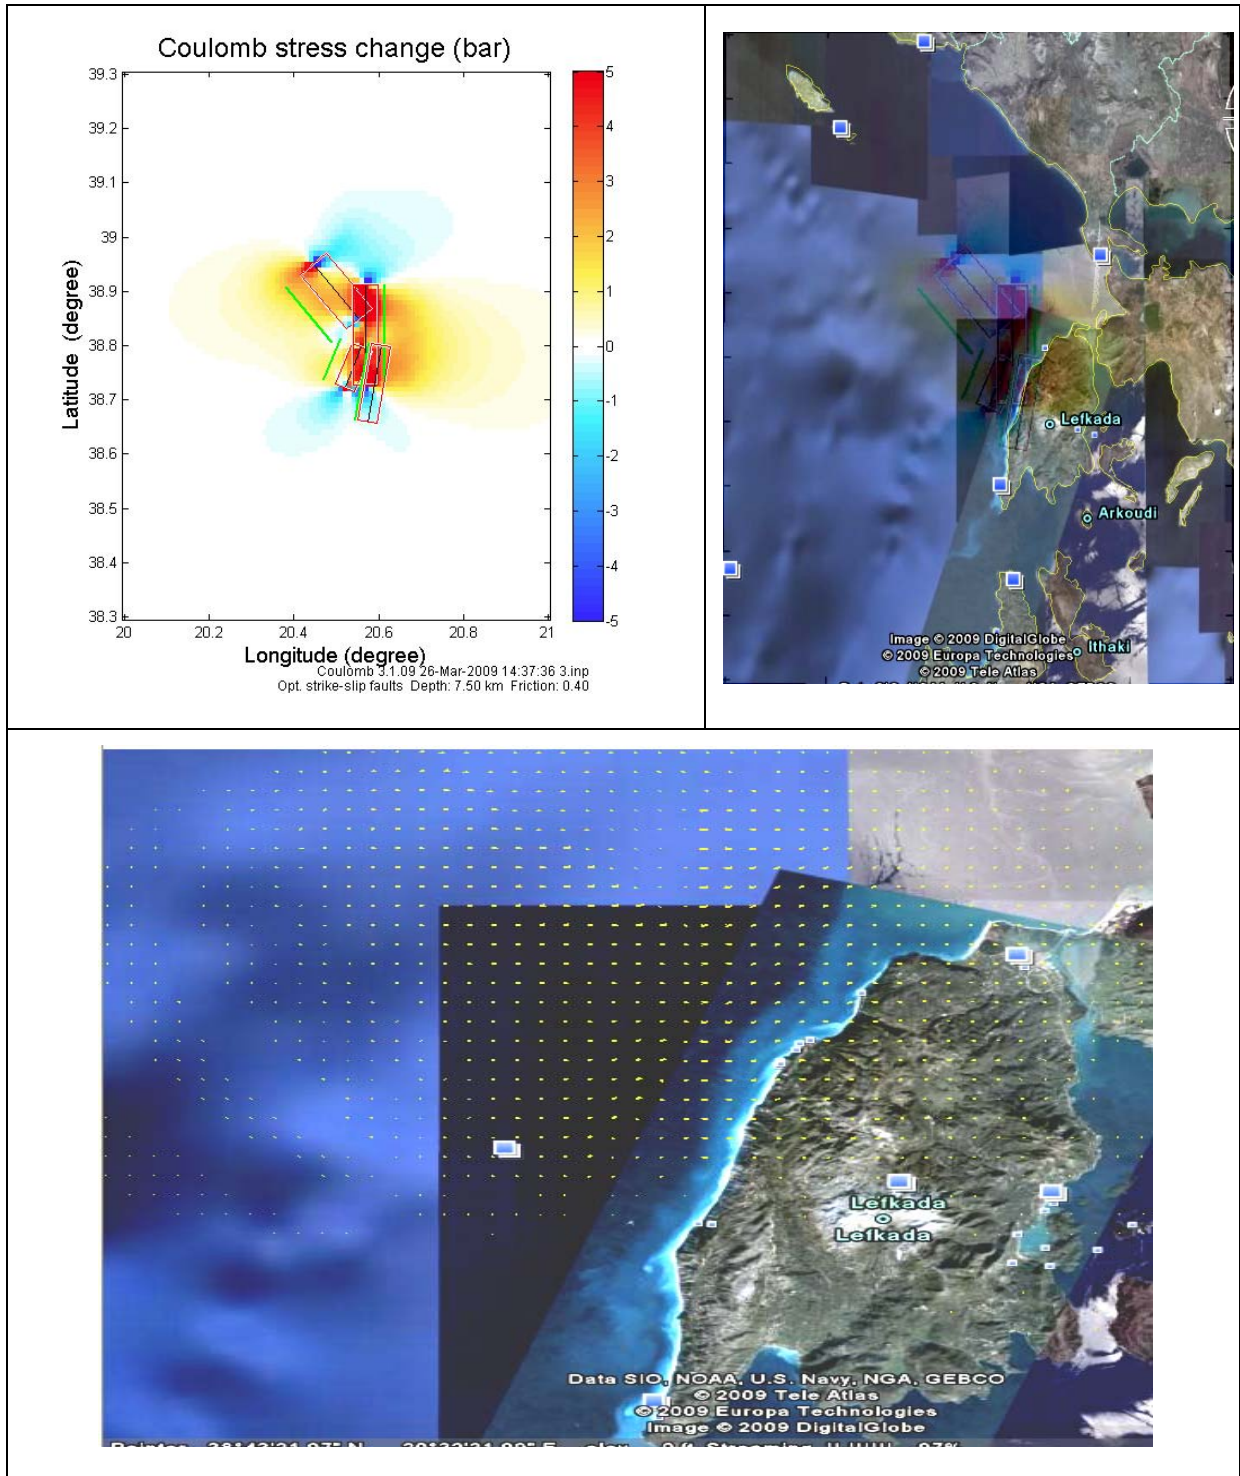 Coulomb stress change (bar)
39.3
39.2
39.1
39
38.9
38.8
38.7
38.6
38.5
38.4
38.3
20
20.2
20.4
20.6
20.8
21
5
4
3
2
1
0
-1
-2
-3
-4
-5
Latitude (degree)
Longitude (degree)
Coulomb 3.1.09 26-Mar-2009 14:37:36 3.inp
Opt. strike-slip faults Depth: 7.50 km Friction: 0.40
Lefkada
Arkoudi
Ithaki
Image © 2009 DigitalGlobe
© 2009 Europa Technologies
© 2009 Tele Atlas
Lefkada
Lefkada
Data SIO, NOAA, U.S. Navy, NGA, GEBCO
© 2009 Tele Atlas
© 2009 Europa Technologies
Image © 2009 DigitalGlobe